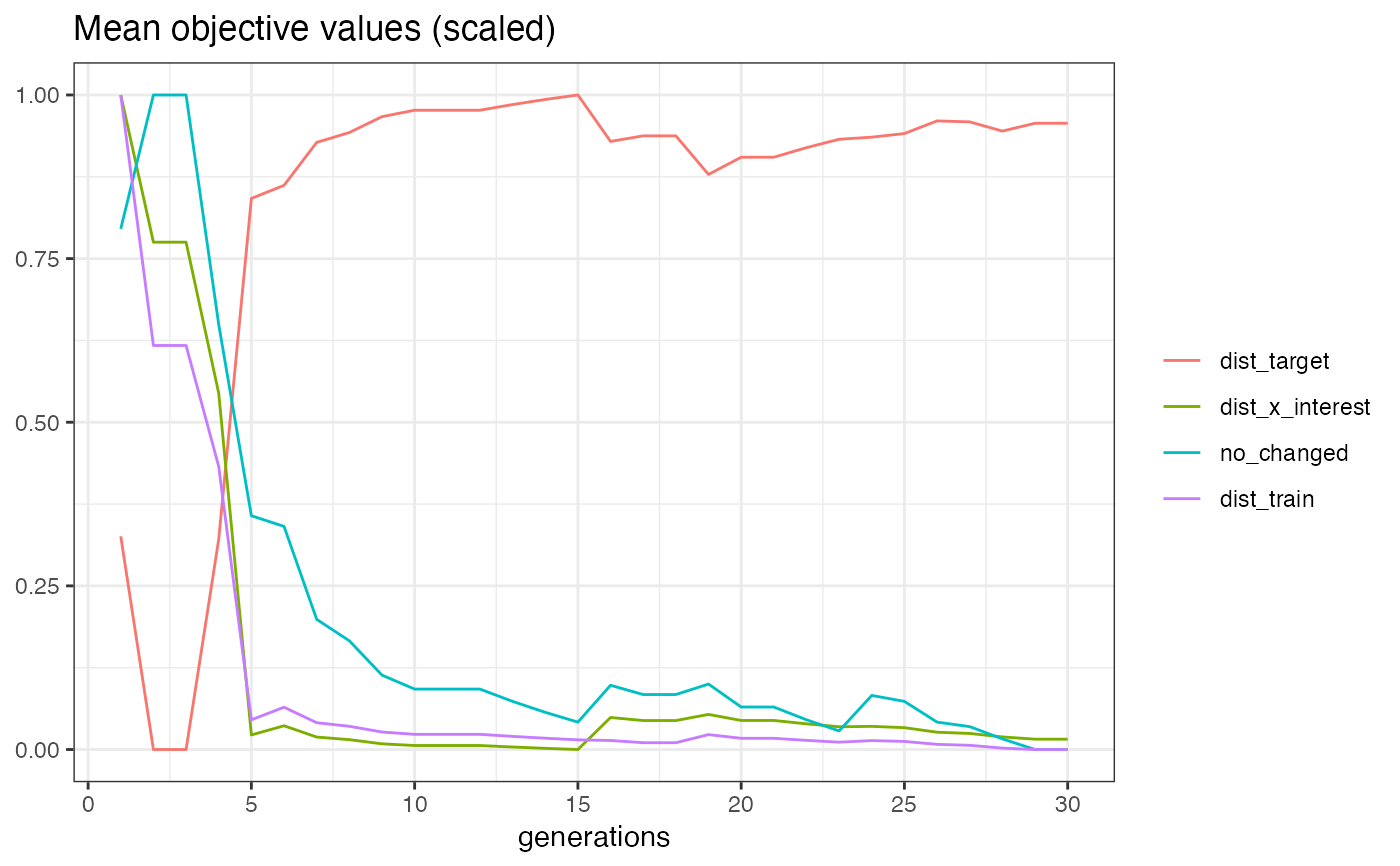 Mean objective values (scaled)
1.00
0.75
0.50
0.25
0.00
0 5 10 15 20 25 30
generations
dist_target
dist_x_interest
no_changed
dist_train